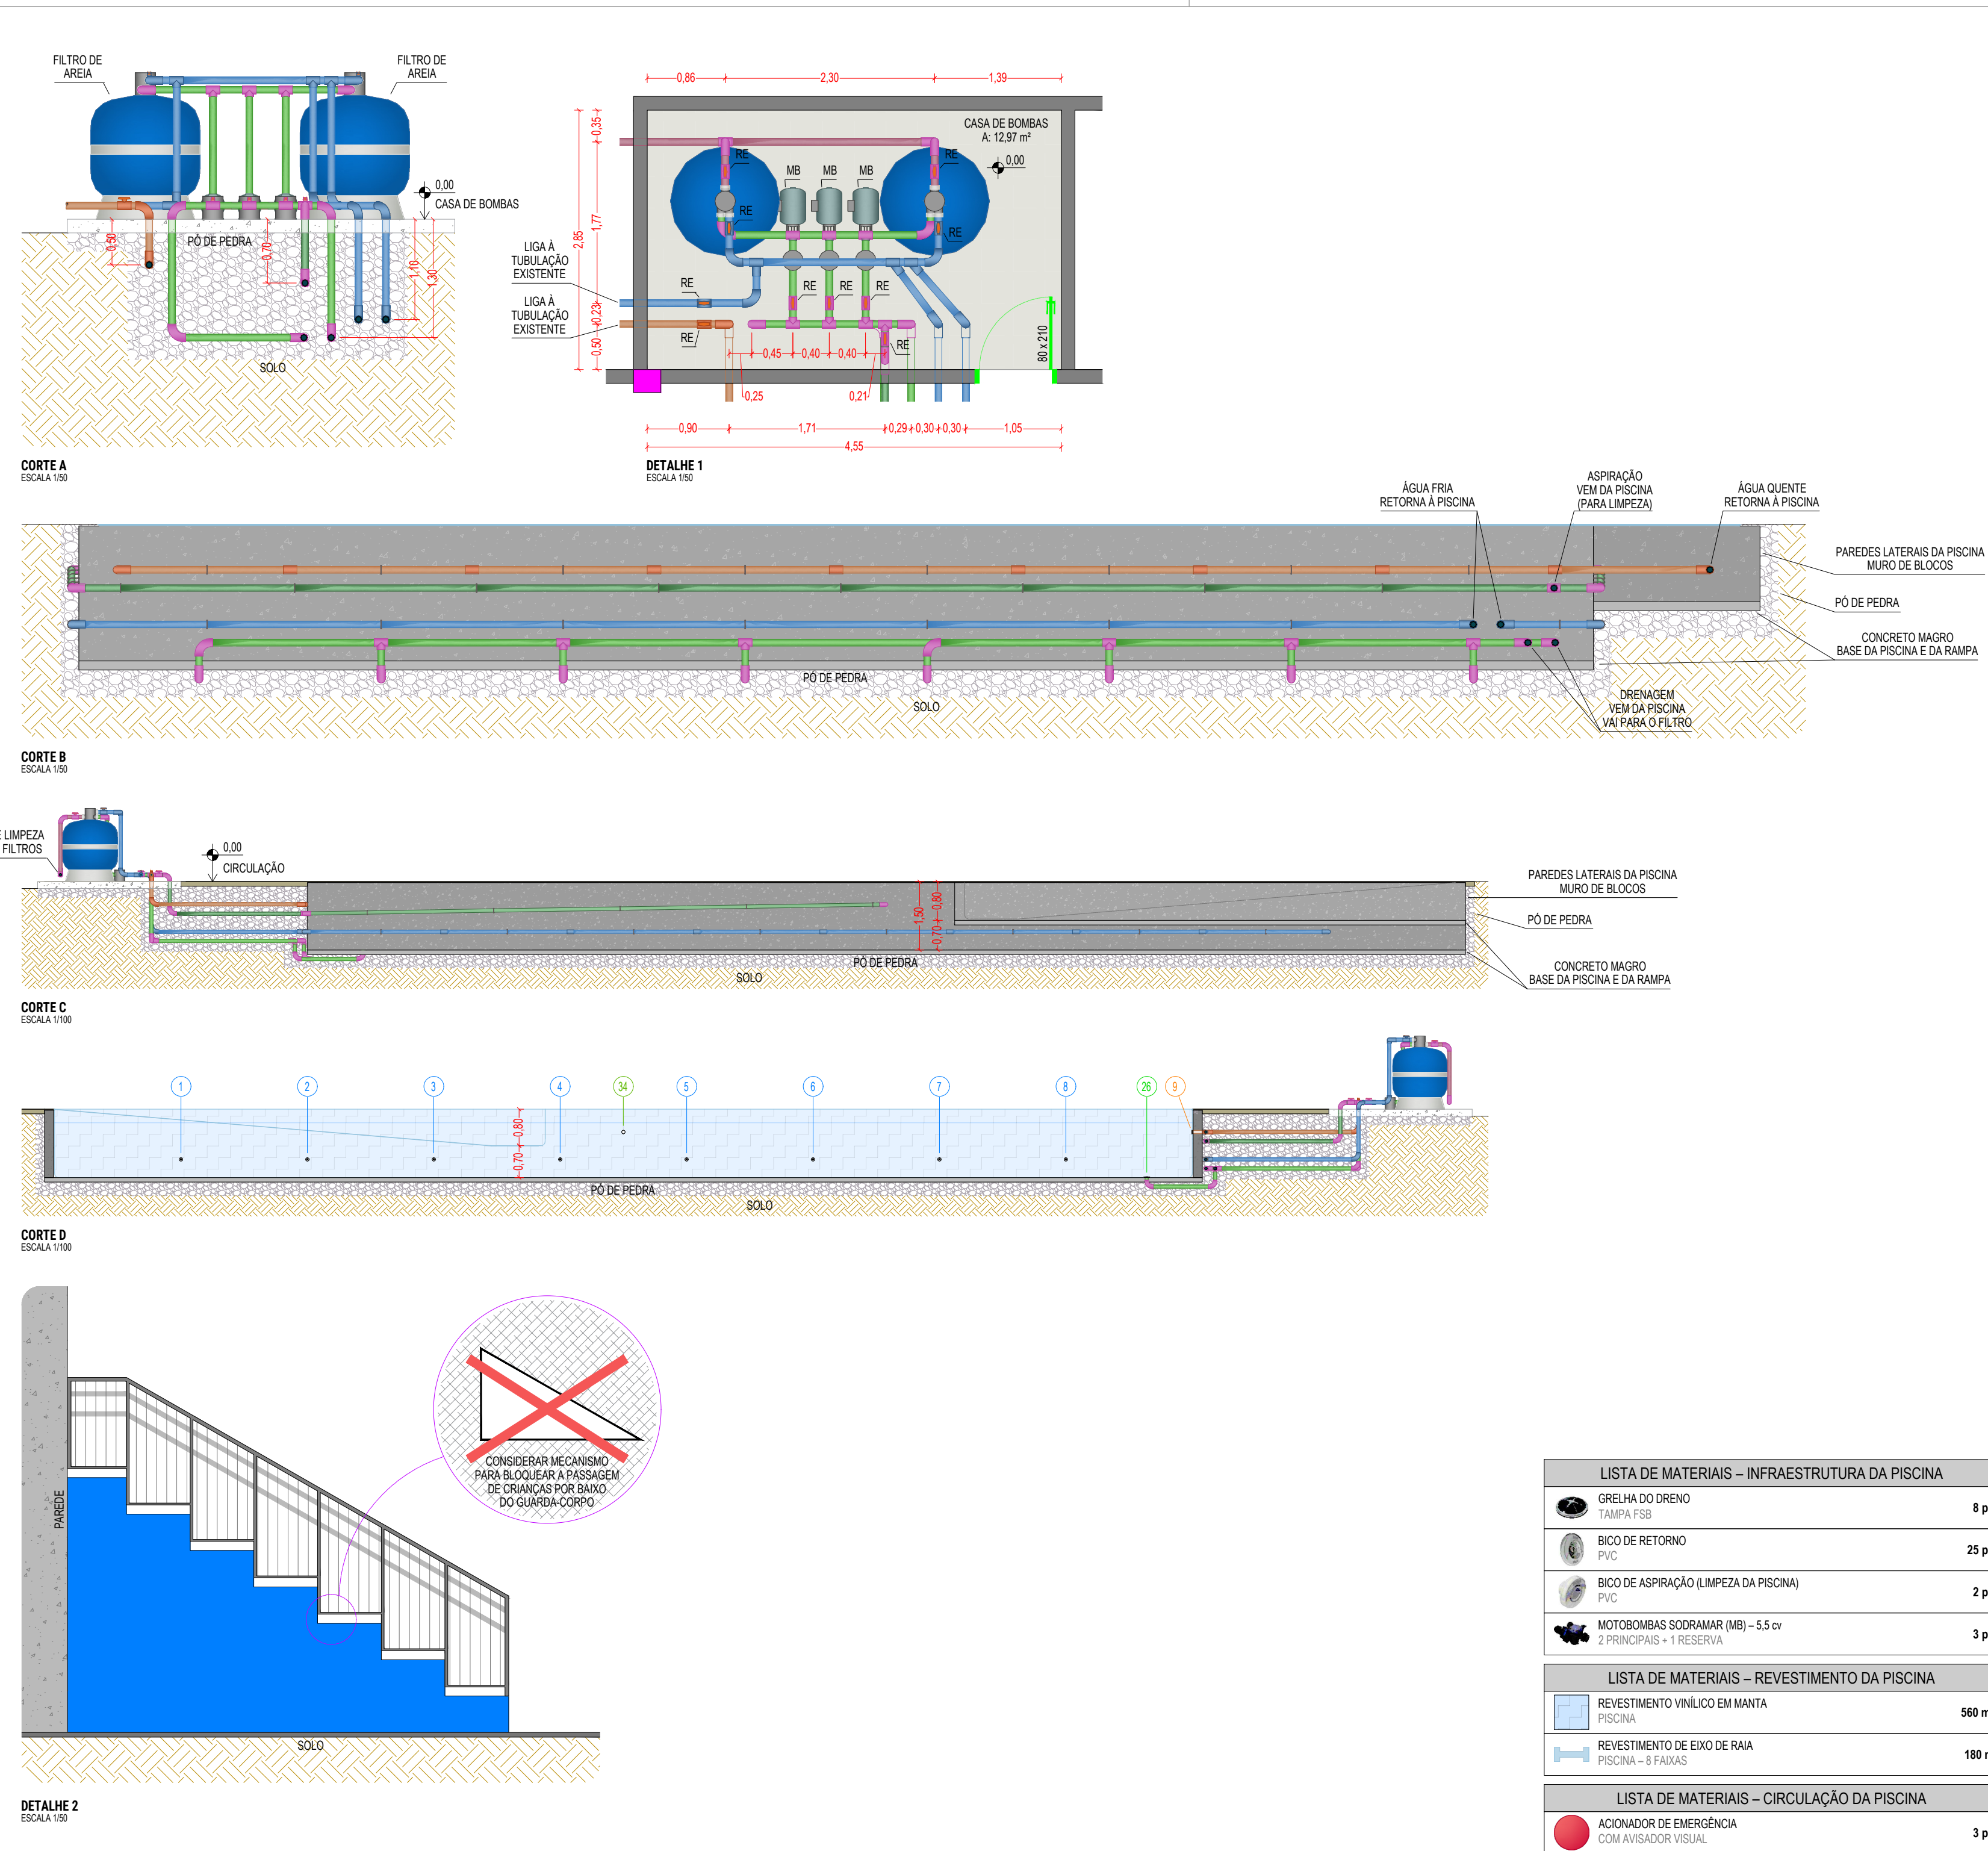 FILTRO DE
AREIA
FILTRO DE
AREIA
0,00
CASA DE BOMBAS
PÓ DE PEDRA
0,50
0,70
1,10
1,30
SOLO
CORTE A
ESCALA 1/50
0,86
2,30
1,39
0,35
1,77
2,85
0,23
0,50
CASA DE BOMBAS
A: 12,97 m²
0,00
RE
RE
MB
MB
MB
RE
RE
LIGA À
TUBULAÇÃO
EXISTENTE
LIGA À
TUBULAÇÃO
EXISTENTE
RE
RE
RE
RE
RE
RE
80 x 210
0,45
0,40
0,40
0,25
0,21
0,90
1,71
0,29
0,30
0,30
1,05
4,55
DETALHE 1
ESCALA 1/50
ÁGUA FRIA
RETORNA À PISCINA
ASPIRAÇÃO
VEM DA PISCINA
(PARA LIMPEZA)
ÁGUA QUENTE
RETORNA À PISCINA
PAREDES LATERAIS DA PISCINA
MURO DE BLOCOS
PÓ DE PEDRA
CONCRETO MAGRO
BASE DA PISCINA E DA RAMPA
PÓ DE PEDRA
SOLO
DRENAGEM
VEM DA PISCINA
VAI PARA O FILTRO
CORTE B
ESCALA 1/50
LIMPEZA
FILTROS
0,00
CIRCULAÇÃO
1,50
0,80
0,70
PAREDES LATERAIS DA PISCINA
MURO DE BLOCOS
PÓ DE PEDRA
CONCRETO MAGRO
BASE DA PISCINA E DA RAMPA
PÓ DE PEDRA
SOLO
CORTE C
ESCALA 1/100
1
2
3
4
34
5
6
7
8
26
9
0,80
0,70
PÓ DE PEDRA
SOLO
CORTE D
ESCALA 1/100
PAREDE
CONSIDERAR MECANISMO
PARA BLOQUEAR A PASSAGEM
DE CRIANÇAS POR BAIXO
DO GUARDA-CORPO
SOLO
DETALHE 2
ESCALA 1/50
LISTA DE MATERIAIS – INFRAESTRUTURA DA PISCINA
GRELHA DO DRENO
TAMPA FSB
8 p
BICO DE RETORNO
PVC
25 p
BICO DE ASPIRAÇÃO (LIMPEZA DA PISCINA)
PVC
2 p
MOTOBOMBAS SODRAMAR (MB) – 5,5 cv
2 PRINCIPAIS + 1 RESERVA
3 p
LISTA DE MATERIAIS – REVESTIMENTO DA PISCINA
REVESTIMENTO VINÍLICO EM MANTA
PISCINA
560 m
REVESTIMENTO DE EIXO DE RAIA
PISCINA – 8 FAIXAS
180 m
LISTA DE MATERIAIS – CIRCULAÇÃO DA PISCINA
ACIONADOR DE EMERGÊNCIA
COM AVISADOR VISUAL
3 p